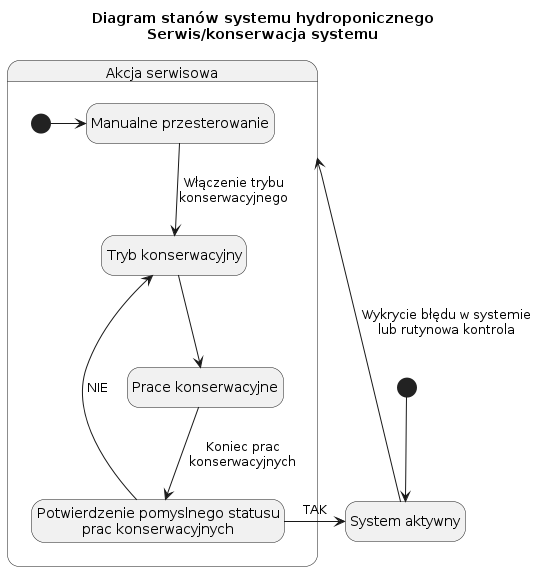 Diagram stanów systemu hydroponicznego
Serwis/konserwacja systemu
Akcja serwisowa
Manualne przesterowanie
Włączenie trybu
konserwacyjnego
Tryb konserwacyjny
Wykrycie błędu w systemie
lub rutynowa kontrola
Prace konserwacyjne
NIE
Koniec prac
konserwacyjnych
Potwierdzenie pomyslnego statusu
prac konserwacyjnych
TAK
System aktywny